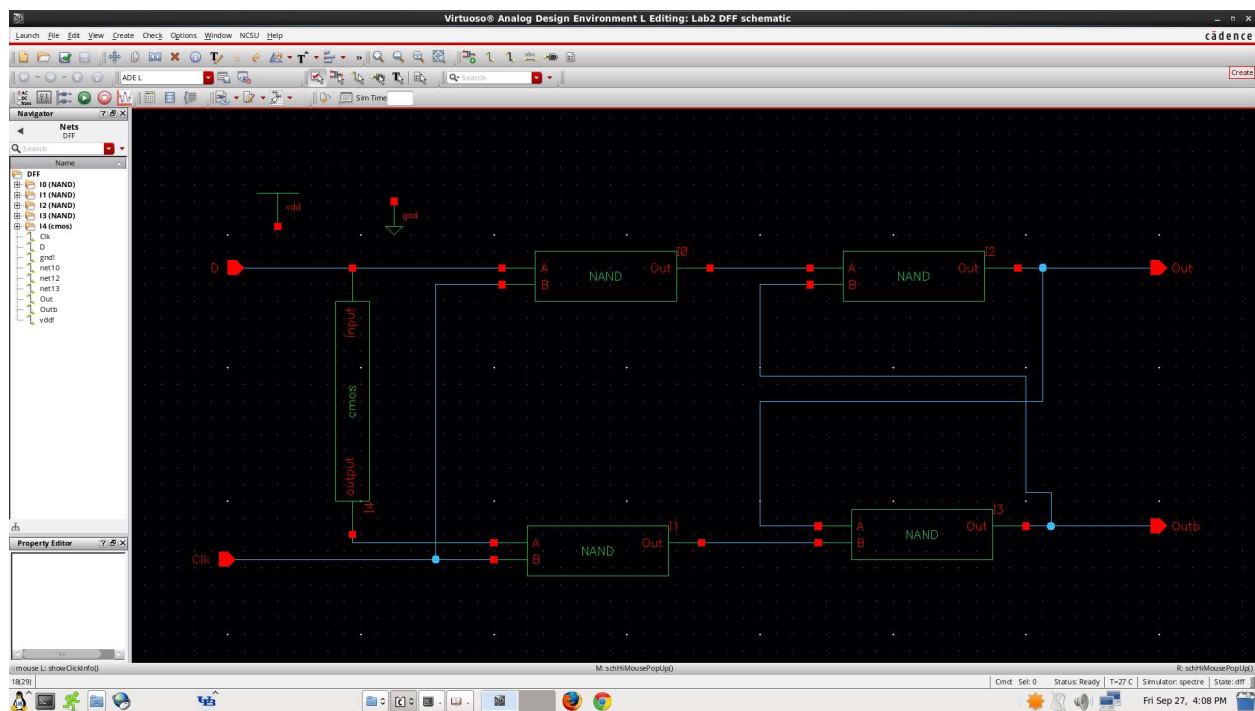 Virtuoso® Analog Design Environment L Editing: Lab2 DFF schematic
Launch File Edit View Create Check Options Window NCSU Help
cādence
ADE L
Search
Create
Sim Time
Navigator
Nets
DFF
Search
Name
DFF
I0 (NAND)
I1 (NAND)
I2 (NAND)
I3 (NAND)
I4 (cmos)
Clk
D
gnd!
net10
net12
net13
Out
Outb
vdd!
Property Editor
vdd
gnd
D
A
B
NAND
Out
I0
A
B
NAND
Out
I2
Out
input
cmos
output
I4
Clk
A
B
NAND
Out
I1
A
B
NAND
Out
I3
Outb
mouse L: showClickInfo()
M: schHiMousePopUp()
R: schHiMousePopUp()
18(29)
Cmd: Sel: 0 Status: Ready T=27 C Simulator: spectre State: dff
Fri Sep 27, 4:08 PM